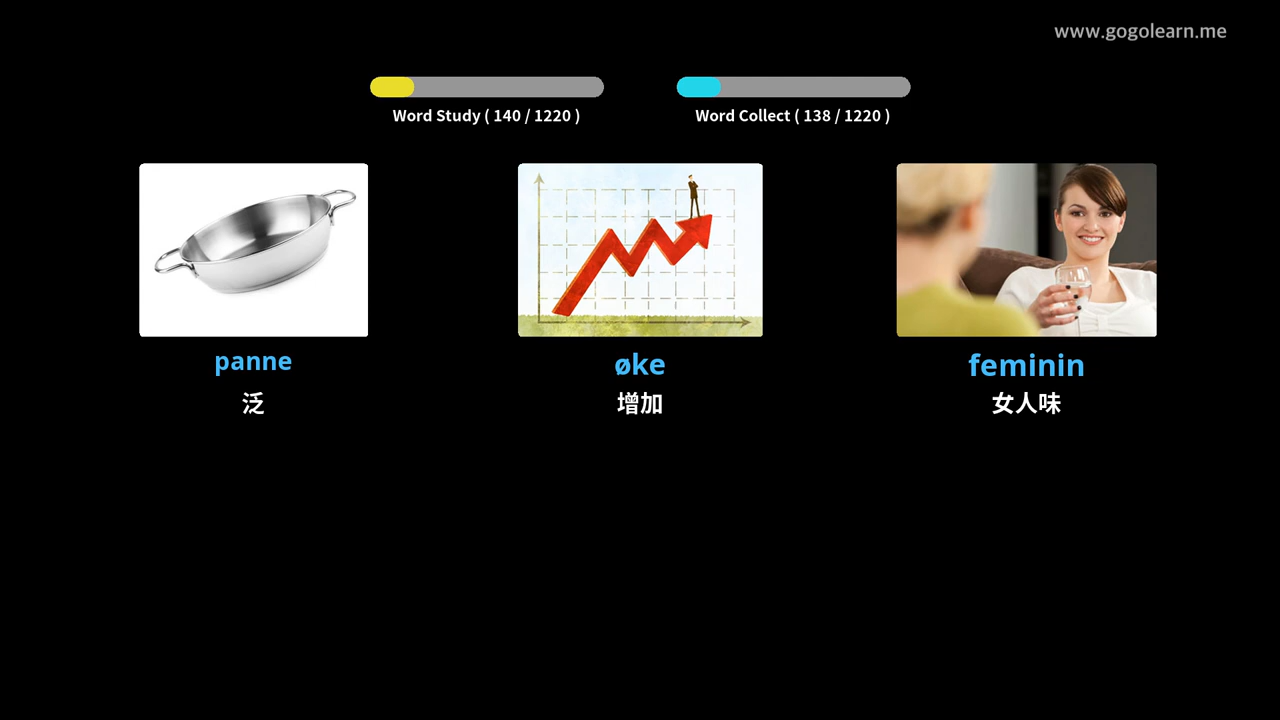 www.gogolearn.me
Word Study ( 140 / 1220 )
Word Collect ( 138 / 1220 )
panne
泛
øke
增加
feminin
女人味